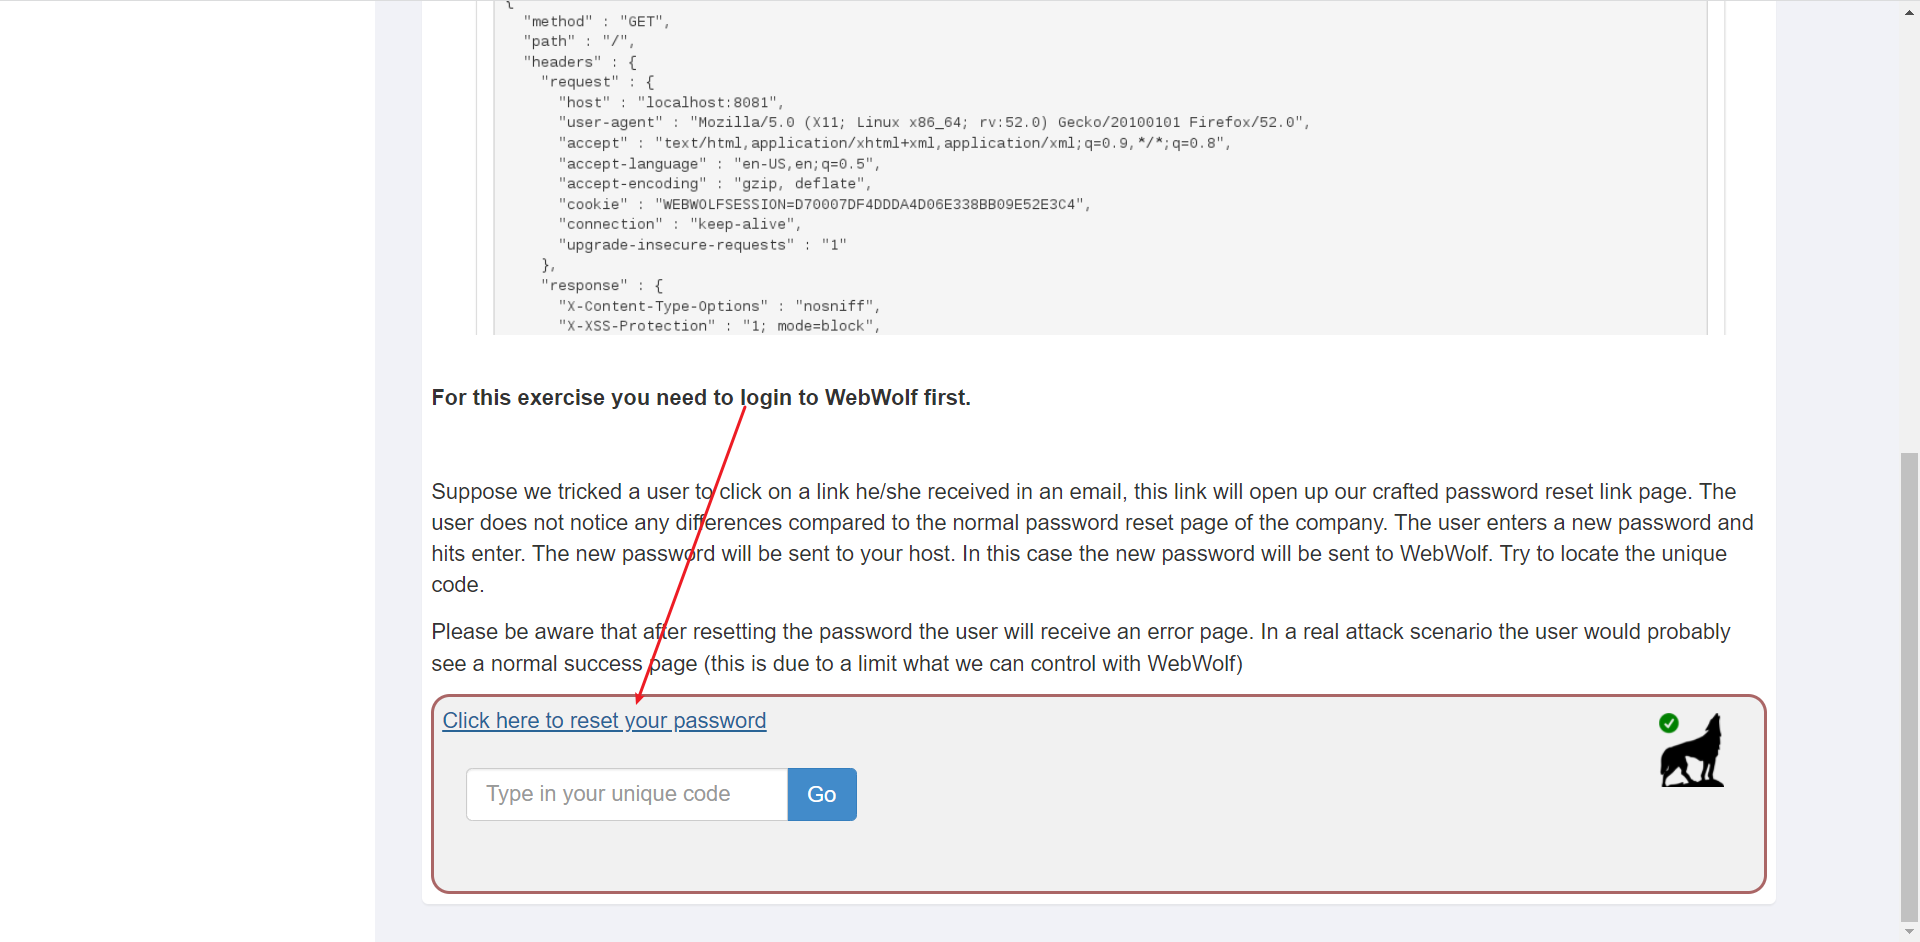 {
"method" : "GET",
"path" : "/",
"headers" : {
"request" : {
"host" : "localhost:8081",
"user-agent" : "Mozilla/5.0 (X11; Linux x86_64; rv:52.0) Gecko/20100101 Firefox/52.0",
"accept" : "text/html,application/xhtml+xml,application/xml;q=0.9,*/*;q=0.8",
"accept-language" : "en-US,en;q=0.5",
"accept-encoding" : "gzip, deflate",
"cookie" : "WEBWOLFSESSION=D70007DF4DDDA4D06E338BB09E52E3C4",
"connection" : "keep-alive",
"upgrade-insecure-requests" : "1"
},
"response" : {
"X-Content-Type-Options" : "nosniff",
"X-XSS-Protection" : "1; mode=block",
For this exercise you need to login to WebWolf first.
Suppose we tricked a user to click on a link he/she received in an email, this link will open up our crafted password reset link page. The
user does not notice any differences compared to the normal password reset page of the company. The user enters a new password and
hits enter. The new password will be sent to your host. In this case the new password will be sent to WebWolf. Try to locate the unique
code.
Please be aware that after resetting the password the user will receive an error page. In a real attack scenario the user would probably
see a normal success page (this is due to a limit what we can control with WebWolf)
Click here to reset your password
Type in your unique code
Go